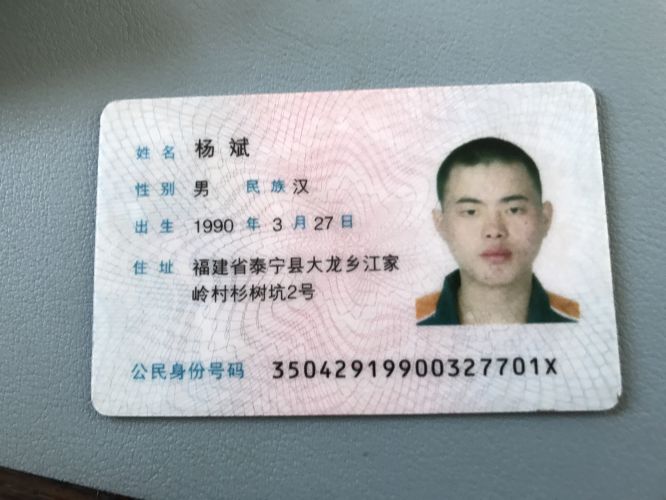 姓名 杨斌
性别 男 民族 汉
出生 1990 年 3 月 27 日
住址 福建省泰宁县大龙乡江家
岭村杉树坑2号
公民身份号码 35042919900327701X